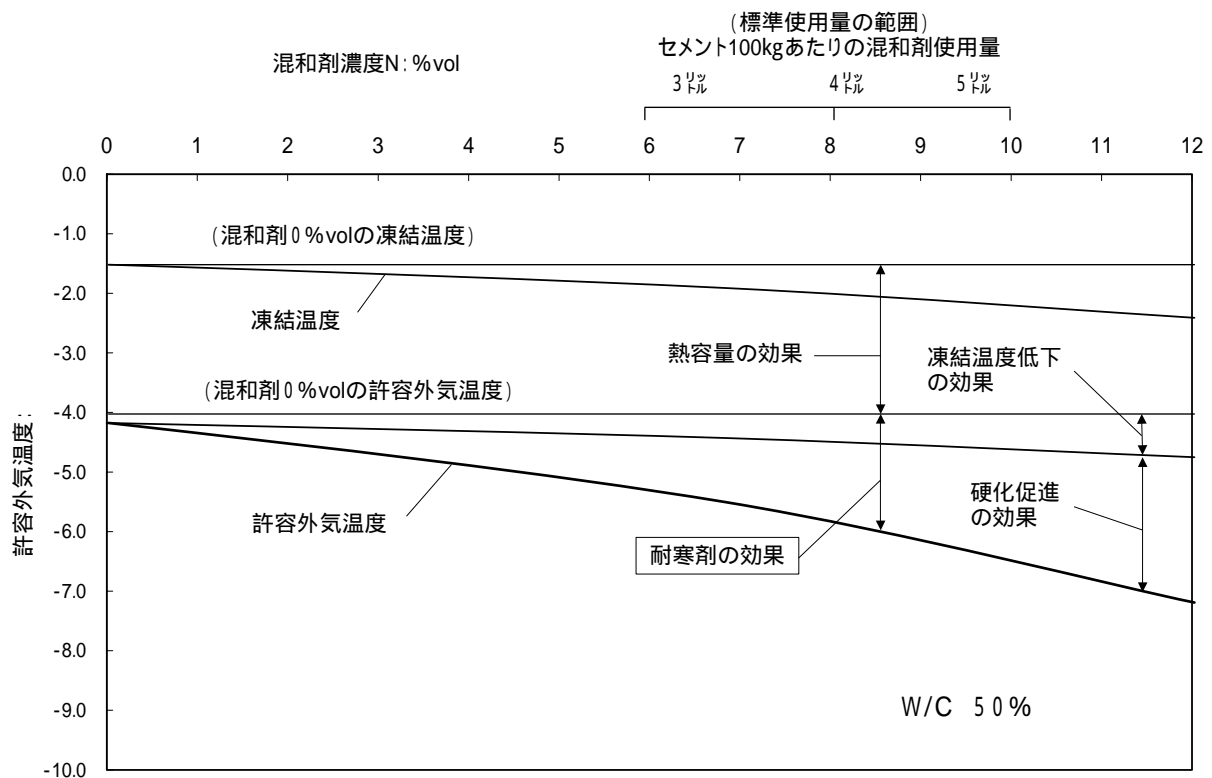 (標準使用量の範囲)
セメント100kgあたりの混和剤使用量
混和剤濃度N：%vol
3㍑ 4㍑ 5㍑
0 1 2 3 4 5 6 7 8 9 10 11 12
0.0
-1.0
(混和剤0%volの凍結温度)
-2.0
凍結温度
-3.0
熱容量の効果
凍結温度低下
の効果
(混和剤0%volの許容外気温度)
-4.0
-5.0
許容外気温度
硬化促進
の効果
-6.0
耐寒剤の効果
-7.0
-8.0
-9.0
W/C 50%
-10.0
許容外気温度：